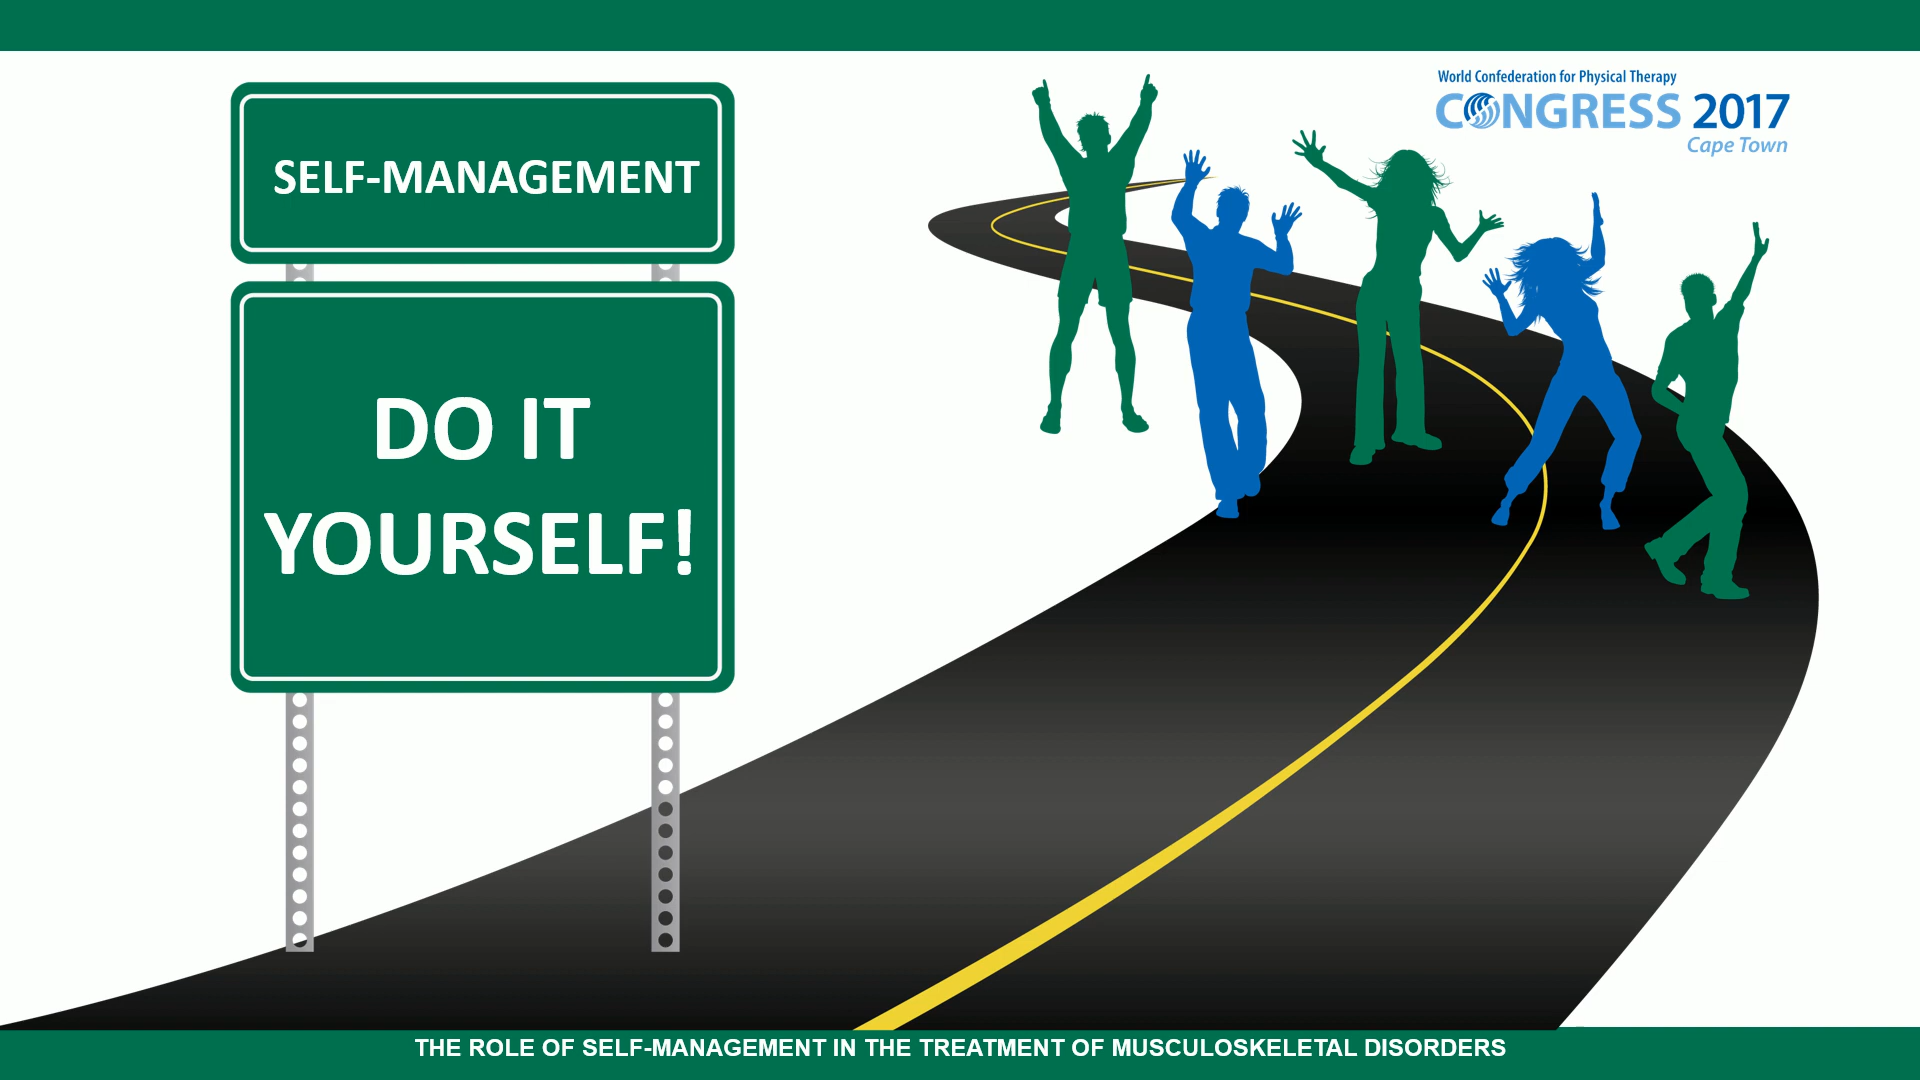 SELF-MANAGEMENT
DO IT
YOURSELF!
World Confederation for Physical Therapy
CONGRESS 2017
Cape Town
THE ROLE OF SELF-MANAGEMENT IN THE TREATMENT OF MUSCULOSKELETAL DISORDERS